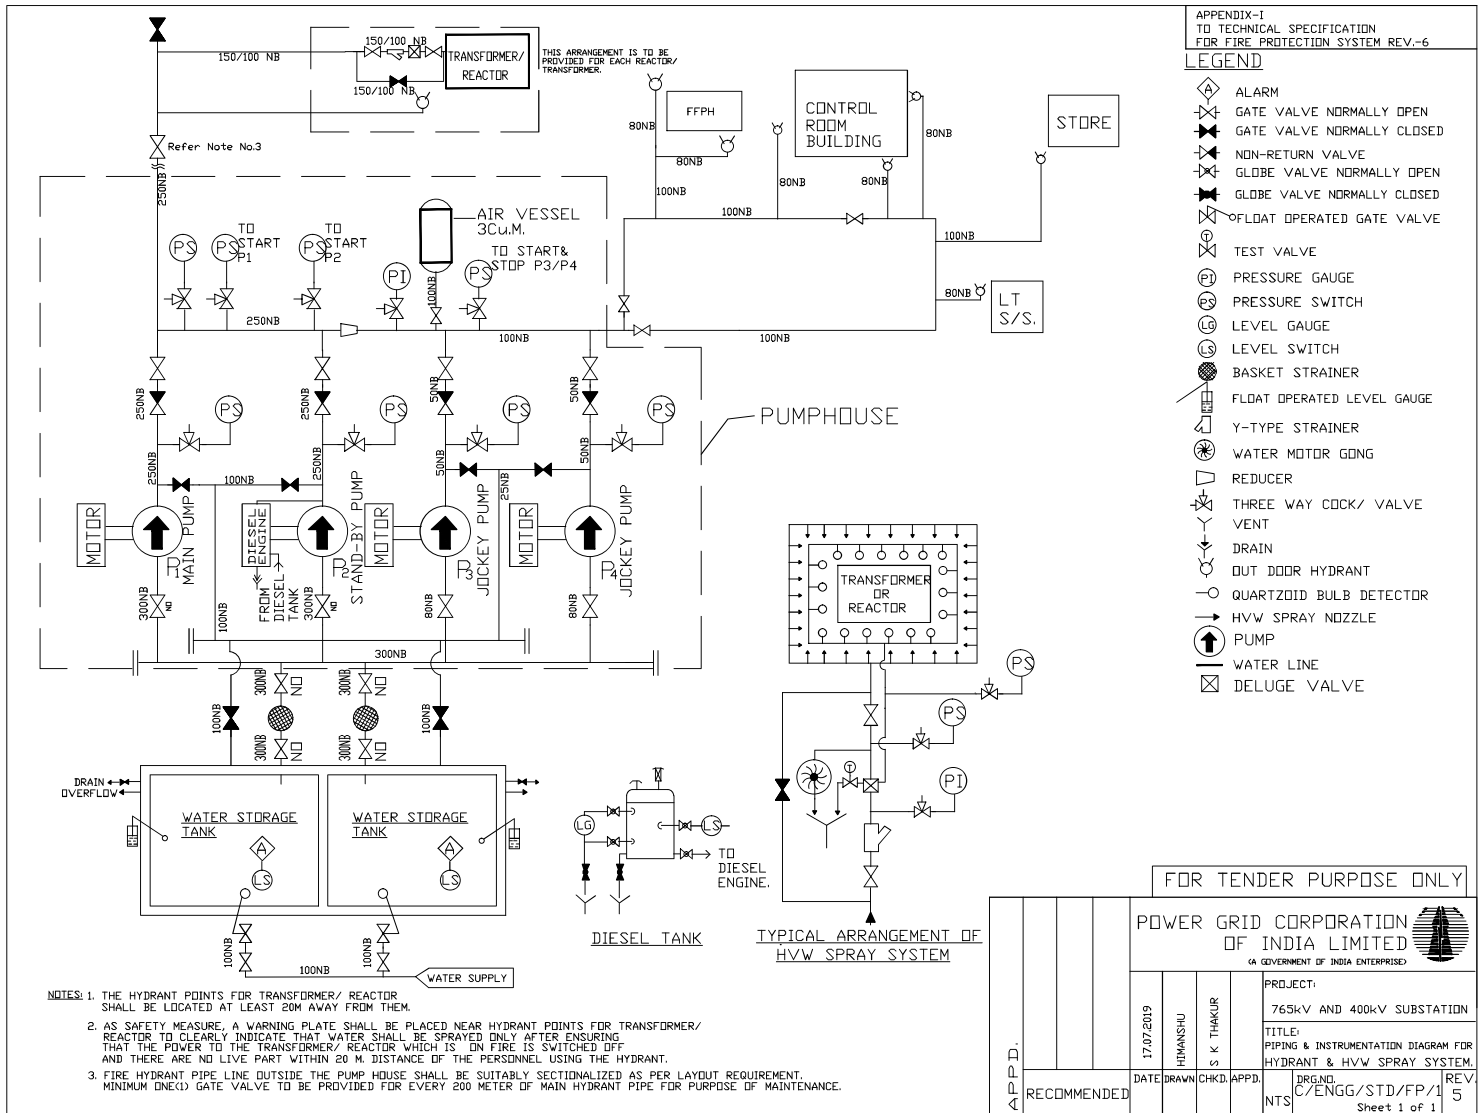 APPENDIX-I
TO TECHNICAL SPECIFICATION
FOR FIRE PROTECTION SYSTEM REV.-6
LEGEND
A ALARM
GATE VALVE NORMALLY OPEN
GATE VALVE NORMALLY CLOSED
NON-RETURN VALVE
GLOBE VALVE NORMALLY OPEN
GLOBE VALVE NORMALLY CLOSED
FLOAT OPERATED GATE VALVE
T
TEST VALVE
PI PRESSURE GAUGE
PS PRESSURE SWITCH
LG LEVEL GAUGE
LS LEVEL SWITCH
BASKET STRAINER
FLOAT OPERATED LEVEL GAUGE
Y-TYPE STRAINER
WATER MOTOR GONG
REDUCER
THREE WAY COCK/ VALVE
VENT
DRAIN
OUT DOOR HYDRANT
QUARTZOID BULB DETECTOR
HVW SPRAY NOZZLE
PUMP
WATER LINE
DELUGE VALVE
150/100 NB
150/100 NB
150/100 NB
TRANSFORMER/
REACTOR
THIS ARRANGEMENT IS TO BE
PROVIDED FOR EACH REACTOR/
TRANSFORMER.
Refer Note No.3
250NB
80NB
FFPH
80NB
100NB
80NB
CONTROL
ROOM
BUILDING
80NB
80NB
STORE
100NB
100NB
80NB
LT
S/S.
100NB
PS
PS
TO
START
P1
PS
TO
START
P2
PI
AIR VESSEL
3Cu.M.
100NB
PS
TO START&
STOP P3/P4
250NB
100NB
250NB
250NB
50NB
50NB
PS
PS
PS
PS
PUMPHOUSE
250NB
250NB
50NB
50NB
100NB
25NB
MOTOR
P1
MAIN PUMP
DIESEL
ENGINE
P2
STAND-BY PUMP
MOTOR
P3
JOCKEY PUMP
MOTOR
P4
JOCKEY PUMP
FROM
DIESEL
TANK
300NB
NO
100NB
300NB
NO
80NB
80NB
300NB
100NB
300NB
NO
300NB
NO
100NB
300NB
NO
300NB
NO
DRAIN
OVERFLOW
WATER STORAGE
TANK
A
LS
WATER STORAGE
TANK
A
LS
100NB
100NB
100NB
WATER SUPPLY
LG
LS
TO
DIESEL
ENGINE.
DIESEL TANK
TRANSFORMER
OR
REACTOR
PS
PS
T
PI
TYPICAL ARRANGEMENT OF
HVW SPRAY SYSTEM
NOTES: 1. THE HYDRANT POINTS FOR TRANSFORMER/ REACTOR
SHALL BE LOCATED AT LEAST 20M AWAY FROM THEM.
2. AS SAFETY MEASURE, A WARNING PLATE SHALL BE PLACED NEAR HYDRANT POINTS FOR TRANSFORMER/
REACTOR TO CLEARLY INDICATE THAT WATER SHALL BE SPRAYED ONLY AFTER ENSURING
THAT THE POWER TO THE TRANSFORMER/ REACTOR WHICH IS ON FIRE IS SWITCHED OFF
AND THERE ARE NO LIVE PART WITHIN 20 M. DISTANCE OF THE PERSONNEL USING THE HYDRANT.
3. FIRE HYDRANT PIPE LINE OUTSIDE THE PUMP HOUSE SHALL BE SUITABLY SECTIONALIZED AS PER LAYOUT REQUIREMENT.
MINIMUM ONE(1) GATE VALVE TO BE PROVIDED FOR EVERY 200 METER OF MAIN HYDRANT PIPE FOR PURPOSE OF MAINTENANCE.
FOR TENDER PURPOSE ONLY
POWER GRID CORPORATION
OF INDIA LIMITED
(A GOVERNMENT OF INDIA ENTERPRISE)
PROJECT:
765kV AND 400kV SUBSTATION
TITLE:
PIPING & INSTRUMENTATION DIAGRAM FOR
HYDRANT & HVW SPRAY SYSTEM.
17.07.2019
HIMANSHU
S K THAKUR
APPD.
RECOMMENDED
DATE DRAWN CHKD. APPD.
NTS
DRG.NO.
C/ENGG/STD/FP/1
Sheet 1 of 1
REV.
5